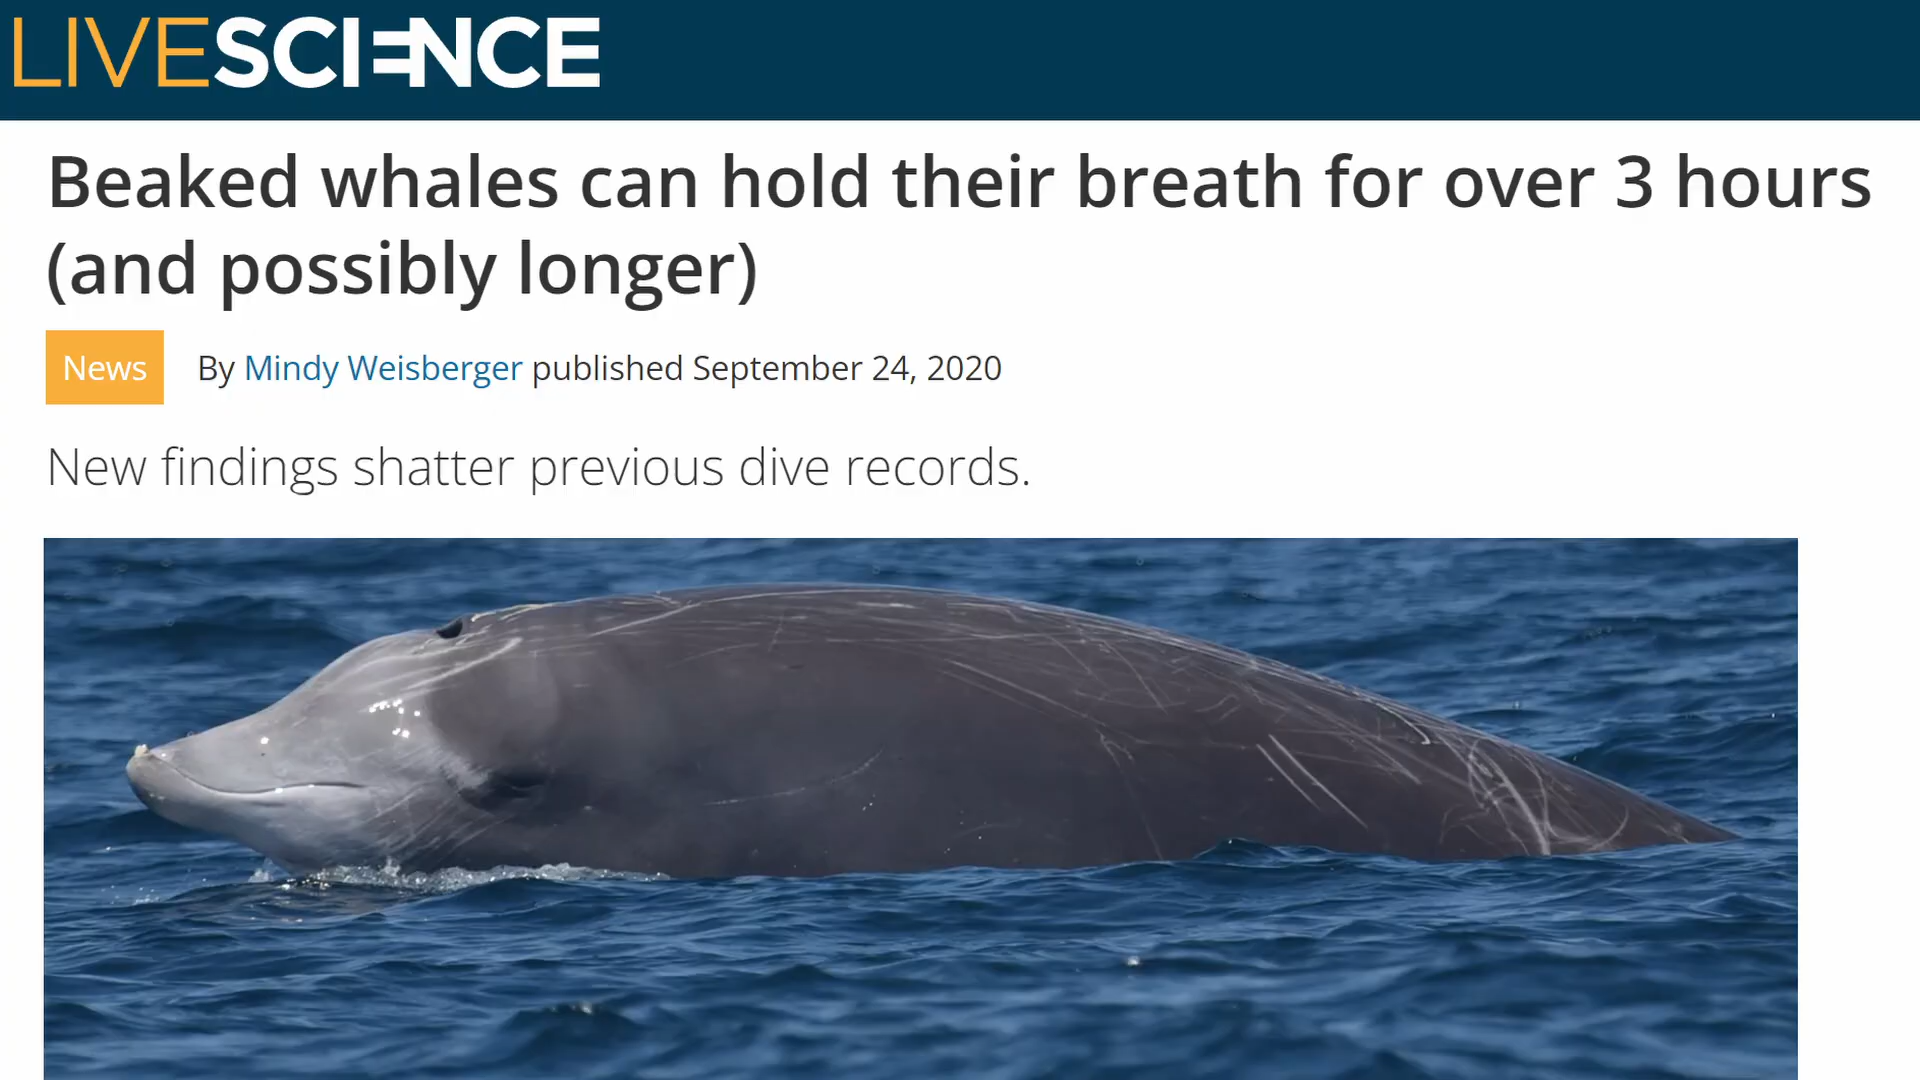 LIVESCIENCE
Beaked whales can hold their breath for over 3 hours
(and possibly longer)
News By Mindy Weisberger published September 24, 2020
New findings shatter previous dive records.